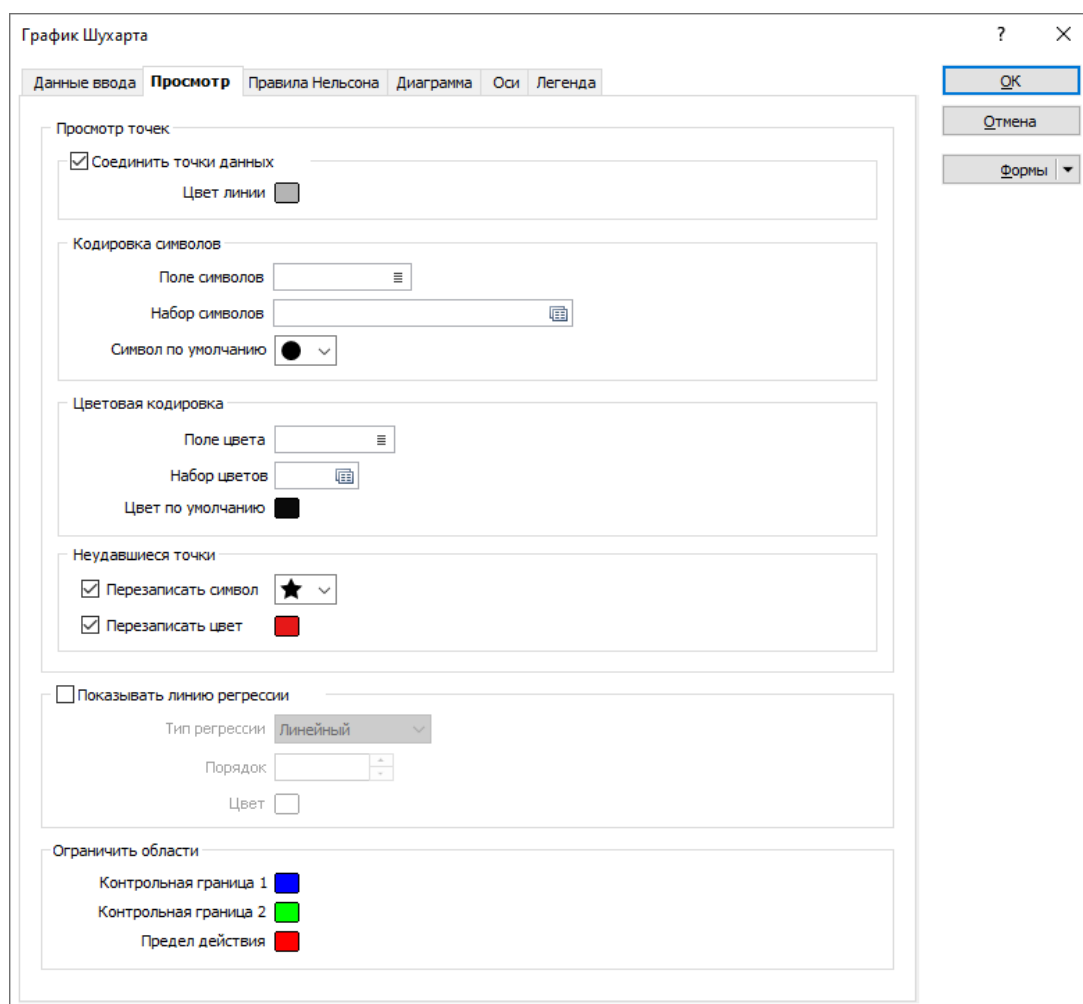 График Шухарта
?
Данные ввода Просмотр Правила Нельсона Диаграмма Оси Легенда
OK
Отмена
Формы
Просмотр точек
Соединить точки данных
Цвет линии
Кодировка символов
Поле символов
Набор символов
Символ по умолчанию
Цветовая кодировка
Поле цвета
Набор цветов
Цвет по умолчанию
Неудавшиеся точки
Перезаписать символ
Перезаписать цвет
Показывать линию регрессии
Тип регрессии Линейный
Порядок
Цвет
Ограничить области
Контрольная граница 1
Контрольная граница 2
Предел действия